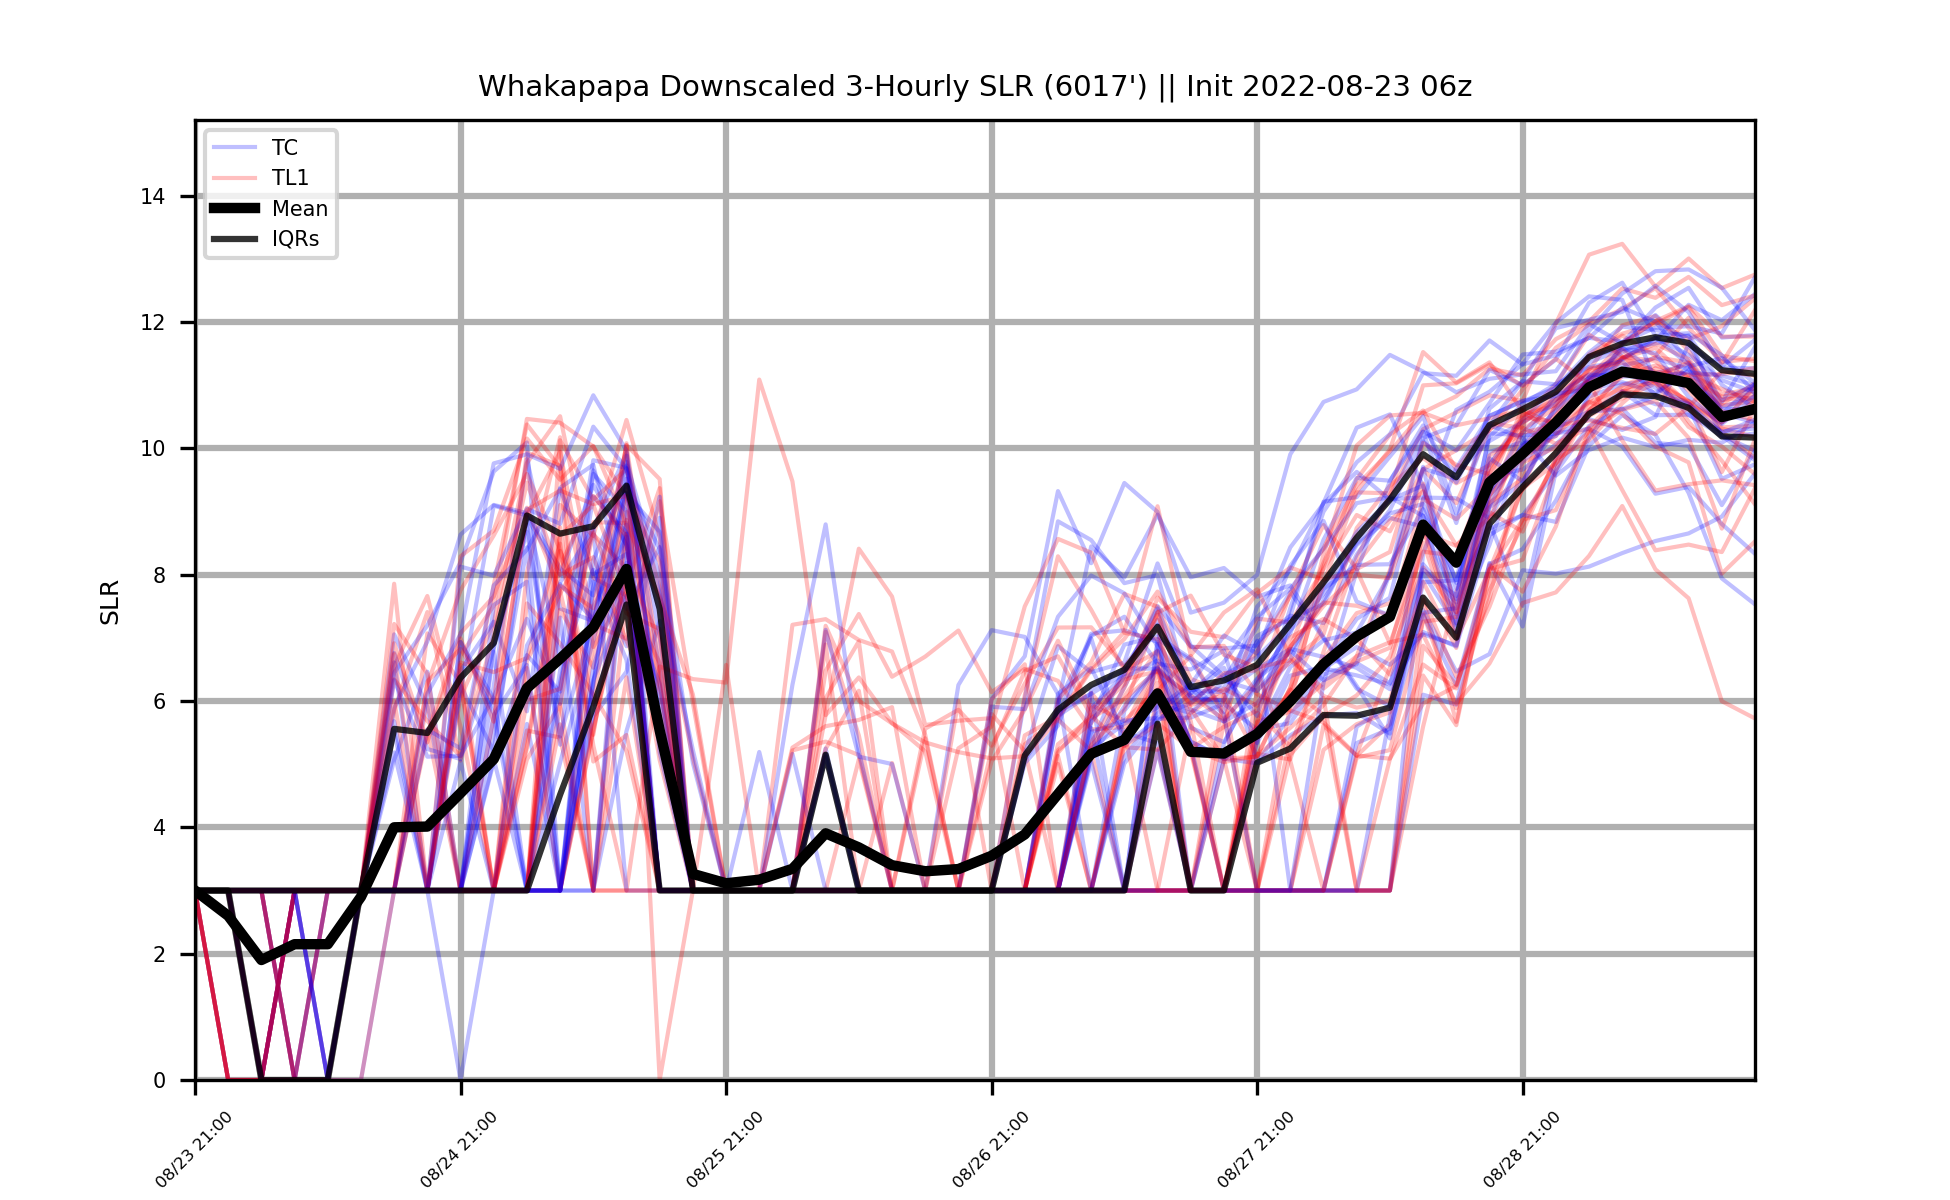 Whakapapa Downscaled 3-Hourly SLR (6017') || Init 2022-08-23 06z
TC
TL1
Mean
IQRs
SLR
14
12
10
8
6
4
2
0
08/23 21:00
08/24 21:00
08/25 21:00
08/26 21:00
08/27 21:00
08/28 21:00